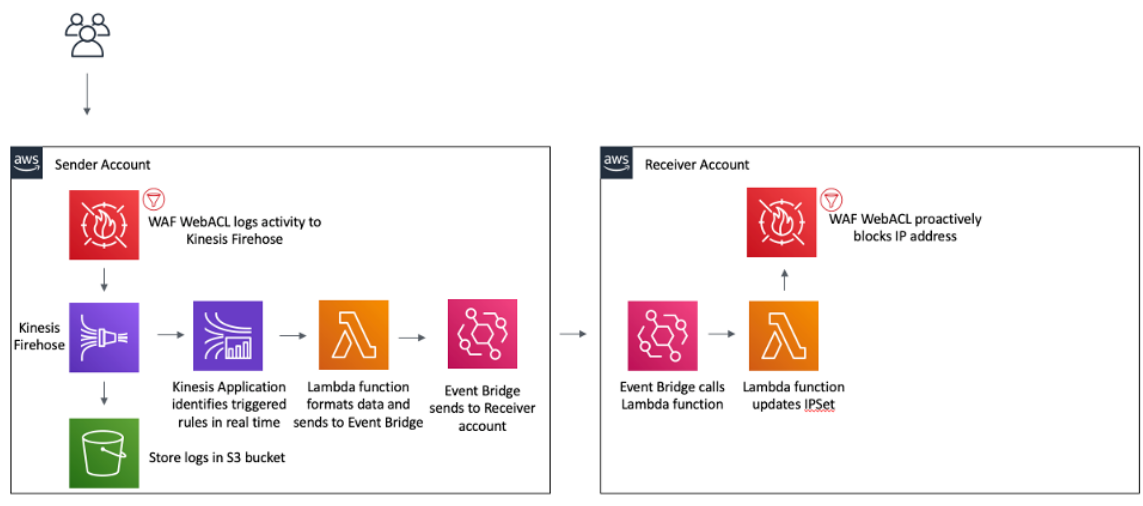 aws
Sender Account
WAF WebACL logs activity to
Kinesis Firehose
Kinesis
Firehose
Kinesis Application
identifies triggered
rules in real time
Lambda function
formats data and
sends to Event Bridge
Event Bridge
sends to Receiver
account
Store logs in S3 bucket
aws
Receiver Account
WAF WebACL proactively
blocks IP address
Event Bridge calls
Lambda function
Lambda function
updates IPSet